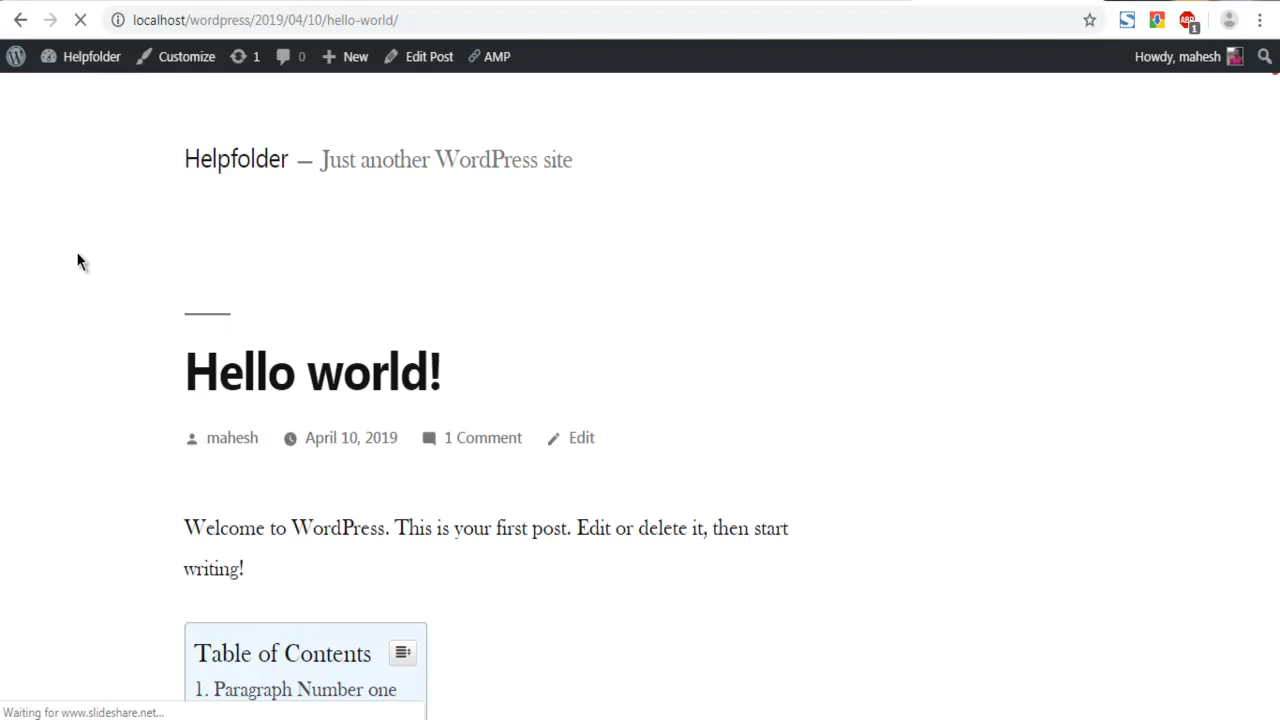 localhost/wordpress/2019/04/10/hello-world/
ABP 1
Helpfolder Customize 1 0 New Edit Post AMP Howdy, mahesh
Helpfolder — Just another WordPress site
Hello world!
mahesh April 10, 2019 1 Comment Edit
Welcome to WordPress. This is your first post. Edit or delete it, then start
writing!
Table of Contents
1. Paragraph Number one
Waiting for www.slideshare.net...